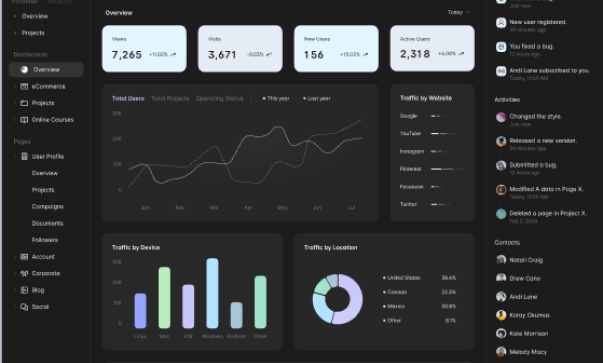 Favorites Recently
Overview
Projects
Dashboards
Overview
eCommerce
Projects
Online Courses
Pages
User Profile
Overview
Projects
Campaigns
Documents
Followers
Account
Corporate
Blog
Social
Overview
Today
Views
7,265 +11.02%
Visits
3,671 -0.03%
New Users
156 +15.03%
Active Users
2,318 +6.08%
Total Users Total Projects Operating Status This year Last year
30K
20K
10K
0
Jan Feb Mar Apr May Jun Jul
Traffic by Website
Google
YouTube
Instagram
Pinterest
Facebook
Twitter
Traffic by Device
30K
20K
10K
0
Linux Mac iOS Windows Android Other
Traffic by Location
United States 38.6%
Canada 22.5%
Mexico 30.8%
Other 8.1%
Just now
New user registered.
59 minutes ago
You fixed a bug.
12 hours ago
Andi Lane subscribed to you.
Today, 11:59 AM
Activities
Changed the style.
Just now
Released a new version.
59 minutes ago
Submitted a bug.
12 hours ago
Modified A data in Page X.
Today, 11:59 AM
Deleted a page in Project X.
Feb 2, 2024
Contacts
Natali Craig
Drew Cano
Andi Lane
Koray Okumus
Kate Morrison
Melody Macy